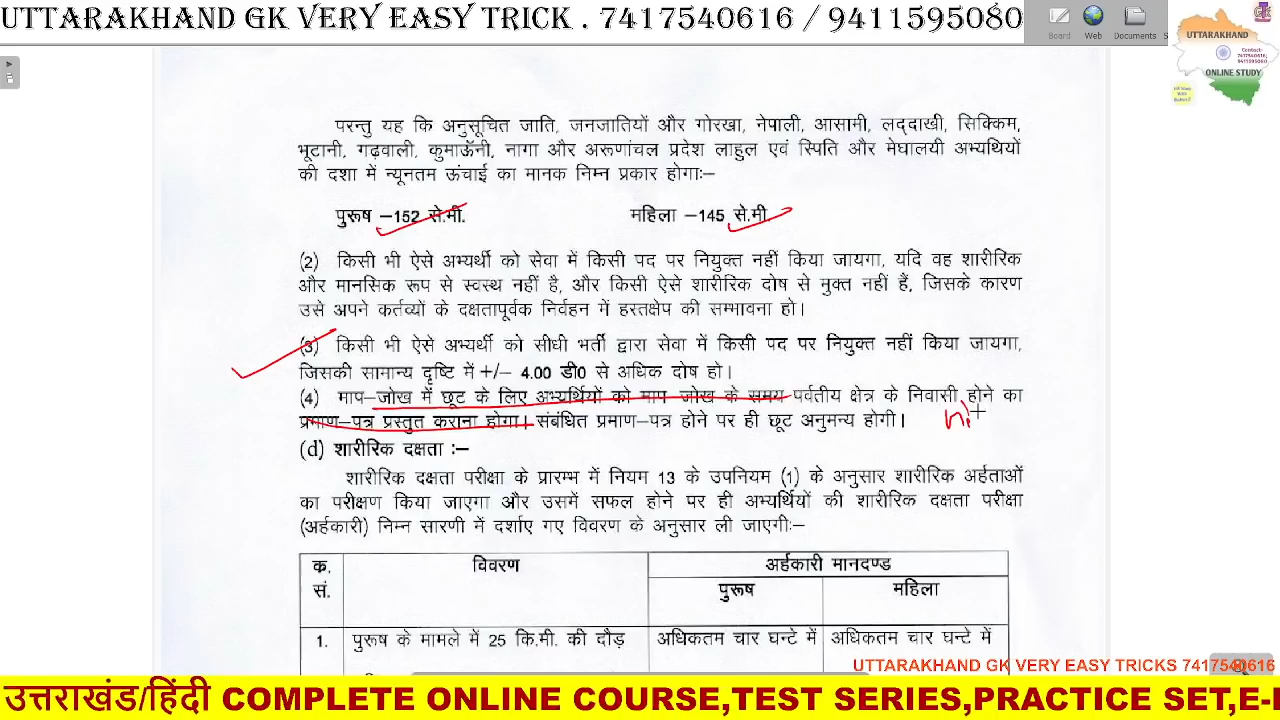 UTTARAKHAND GK VERY EASY TRICK . 7417540616 / 9411595080
Board Web Documents
UTTARAKHAND
Contact:
7417540616,
9411595080
ONLINE STUDY
परन्तु यह कि अनुसूचित जाति, जनजातियों और गोरखा, नेपाली, आसामी, लद्दाखी, सिक्किम,
भूटानी, गढ़वाली, कुमाऊँनी, नागा और अरूणांचल प्रदेश लाहुल एवं स्पिति और मेघालयी अभ्यथियों
की दशा में न्यूनतम ऊंचाई का मानक निम्न प्रकार होगाः–
पुरूष –152 से.मी. महिला –145 से.मी.
(2) किसी भी ऐसे अभ्यर्थी को सेवा में किसी पद पर नियुक्त नहीं किया जायगा, यदि वह शारीरिक
और मानसिक रूप से स्वस्थ नहीं है, और किसी ऐसे शारीरिक दोष से मुक्त नहीं हैं, जिसके कारण
उसे अपने कर्तव्यों के दक्षतापूर्वक निर्वहन में हस्तक्षेप की सम्भावना हो।
(3) किसी भी ऐसे अभ्यर्थी को सीधी भर्ती द्वारा सेवा में किसी पद पर नियुक्त नहीं किया जायगा,
जिसकी सामान्य दृष्टि में +/– 4.00 डी0 से अधिक दोष हो।
(4) माप–जोख में छूट के लिए अभ्यर्थियों को माप जोख के समय पर्वतीय क्षेत्र के निवासी होने का
प्रमाण–पत्र प्रस्तुत कराना होगा। संबंधित प्रमाण–पत्र होने पर ही छूट अनुमन्य होगी।
(d) शारीरिक दक्षता :–
शारीरिक दक्षता परीक्षा के प्रारम्भ में नियम 13 के उपनियम (1) के अनुसार शारीरिक अर्हताओं
का परीक्षण किया जाएगा और उसमें सफल होने पर ही अभ्यर्थियों की शारीरिक दक्षता परीक्षा
(अर्हकारी) निम्न सारणी में दर्शाए गए विवरण के अनुसार ली जाएगीः–
क. सं. विवरण अर्हकारी मानदण्ड
पुरूष महिला
1. पुरूष के मामले में 25 कि.मी. की दौड़ अधिकतम चार घन्टे में अधिकतम चार घन्टे में
UTTARAKHAND GK VERY EASY TRICKS 7417540616
उत्तराखंड/हिंदी COMPLETE ONLINE COURSE,TEST SERIES,PRACTICE SET,E-